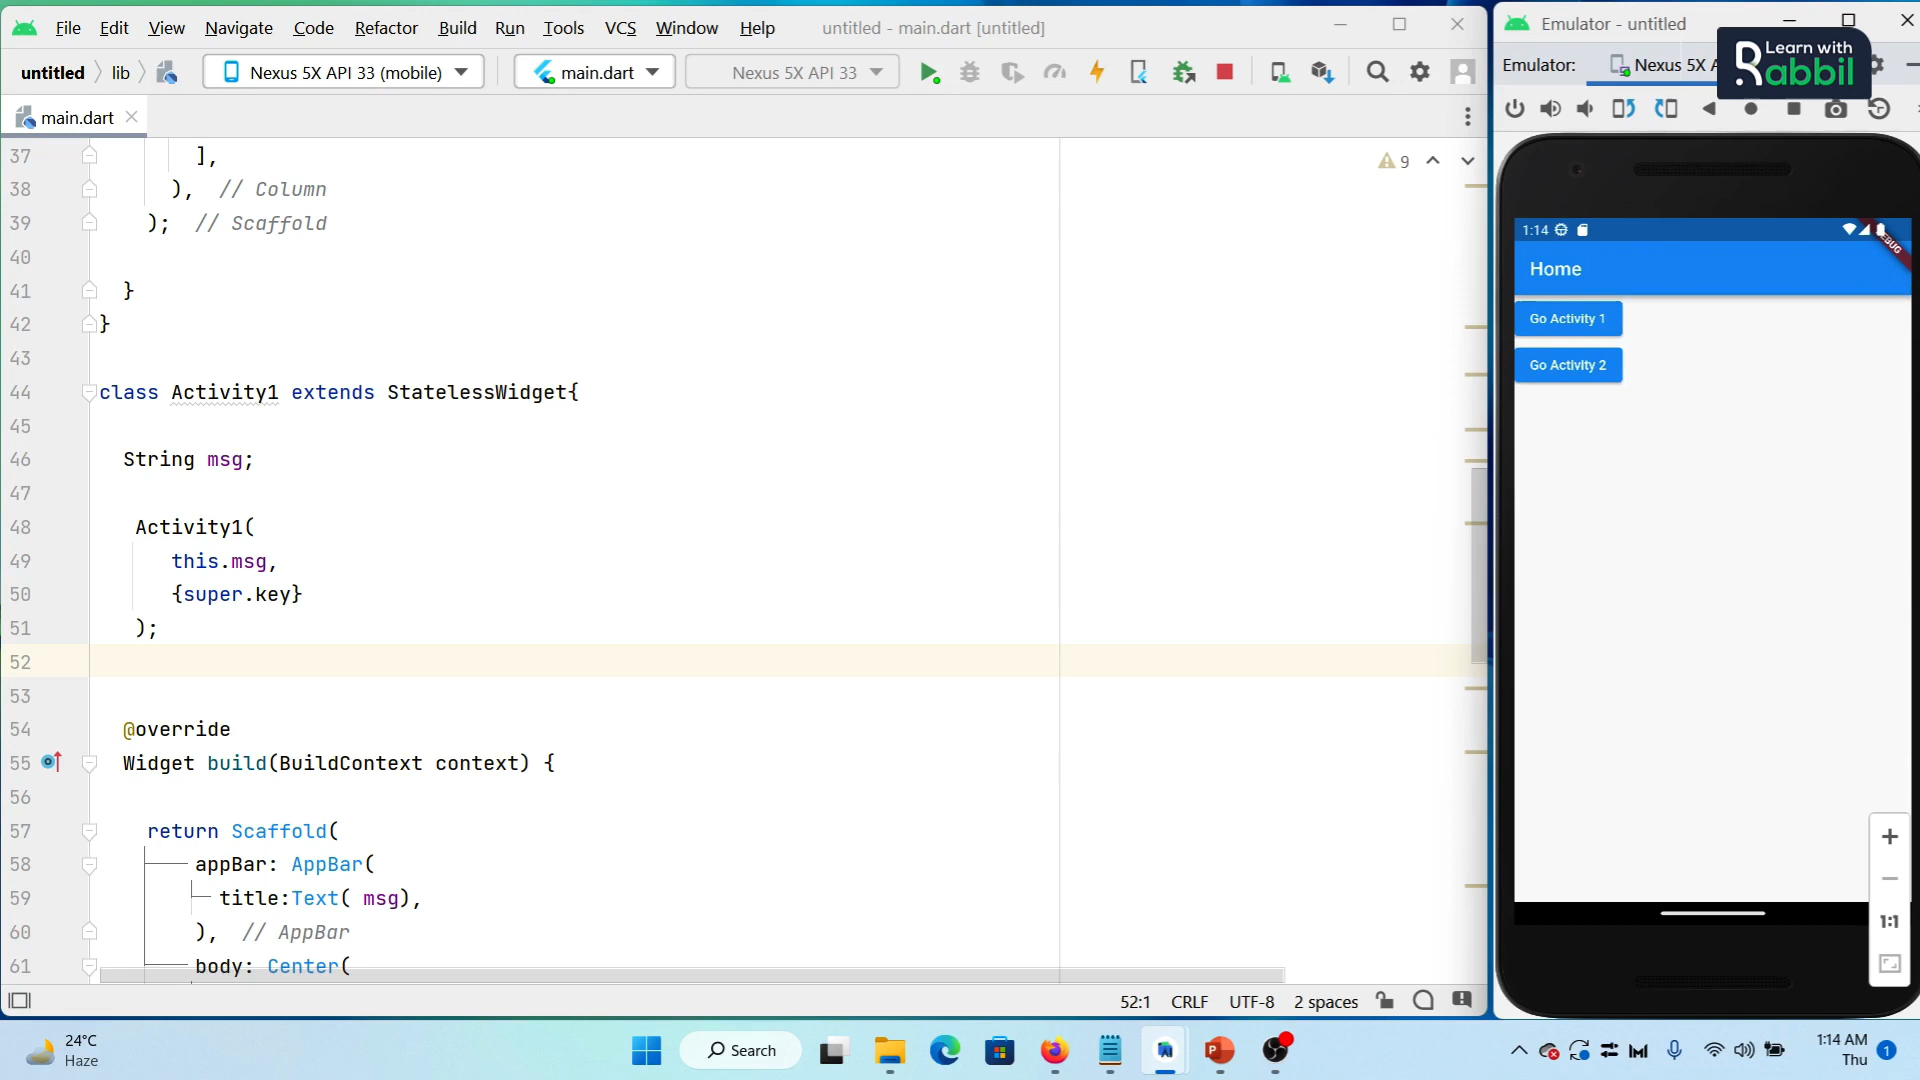 File Edit View Navigate Code Refactor Build Run Tools VCS Window Help untitled - main.dart [untitled]
Emulator - untitled
untitled lib Nexus 5X API 33 (mobile) main.dart Nexus 5X API 33
Emulator: Nexus 5X
Learn with
Rabbil
main.dart
9
37 ],
38 ), // Column
39 ); // Scaffold
40
41 }
42 }
43
44 class Activity1 extends StatelessWidget{
45
46 String msg;
47
48 Activity1(
49 this.msg,
50 {super.key}
51 );
52
53
54 @override
55 Widget build(BuildContext context) {
56
57 return Scaffold(
58 appBar: AppBar(
59 title:Text( msg),
60 ), // AppBar
61 body: Center(
1:14
Home
Go Activity 1
Go Activity 2
1:1
52:1 CRLF UTF-8 2 spaces
24°C
Haze
Search
1:14 AM
Thu
1